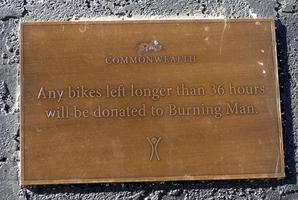 COMMONWEALTH
Any bikes left longer than 36 hours
will be donated to Burning Man.